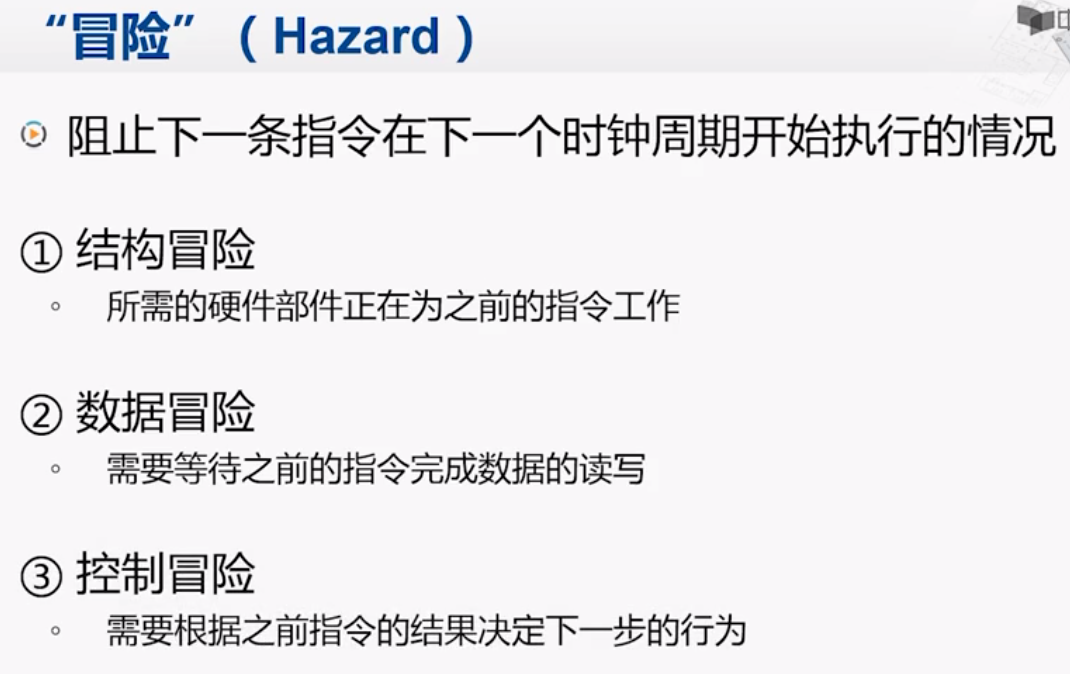 “冒险”（Hazard）
阻止下一条指令在下一个时钟周期开始执行的情况
① 结构冒险
◦ 所需的硬件部件正在为之前的指令工作
② 数据冒险
◦ 需要等待之前的指令完成数据的读写
③ 控制冒险
◦ 需要根据之前指令的结果决定下一步的行为